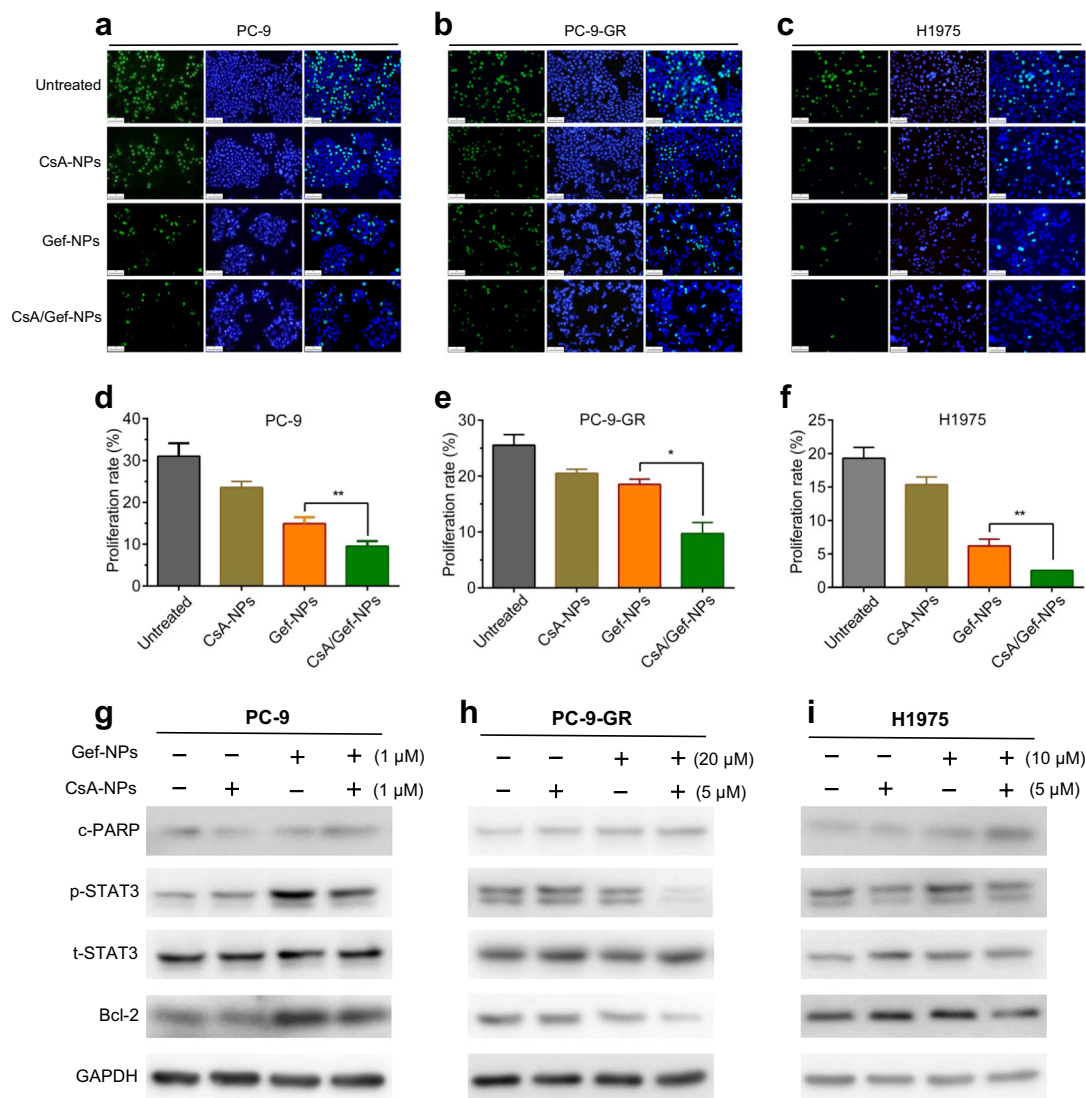 a b c
PC-9 PC-9-GR H1975
Untreated
CsA-NPs
Gef-NPs
CsA/Gef-NPs
d e f
PC-9
Proliferation rate (%)
40
30
20
10
0
Untreated
CsA-NPs
Gef-NPs
CsA/Gef-NPs
**
PC-9-GR
Proliferation rate (%)
30
20
10
0
Untreated
CsA-NPs
Gef-NPs
CsA/Gef-NPs
*
H1975
Proliferation rate (%)
25
20
15
10
5
0
Untreated
CsA-NPs
Gef-NPs
CsA/Gef-NPs
**
g PC-9 h PC-9-GR i H1975
Gef-NPs − − + + (1 μM) − − + + (20 μM) − − + + (10 μM)
CsA-NPs − + − + (1 μM) − + − + (5 μM) − + − + (5 μM)
c-PARP
p-STAT3
t-STAT3
Bcl-2
GAPDH